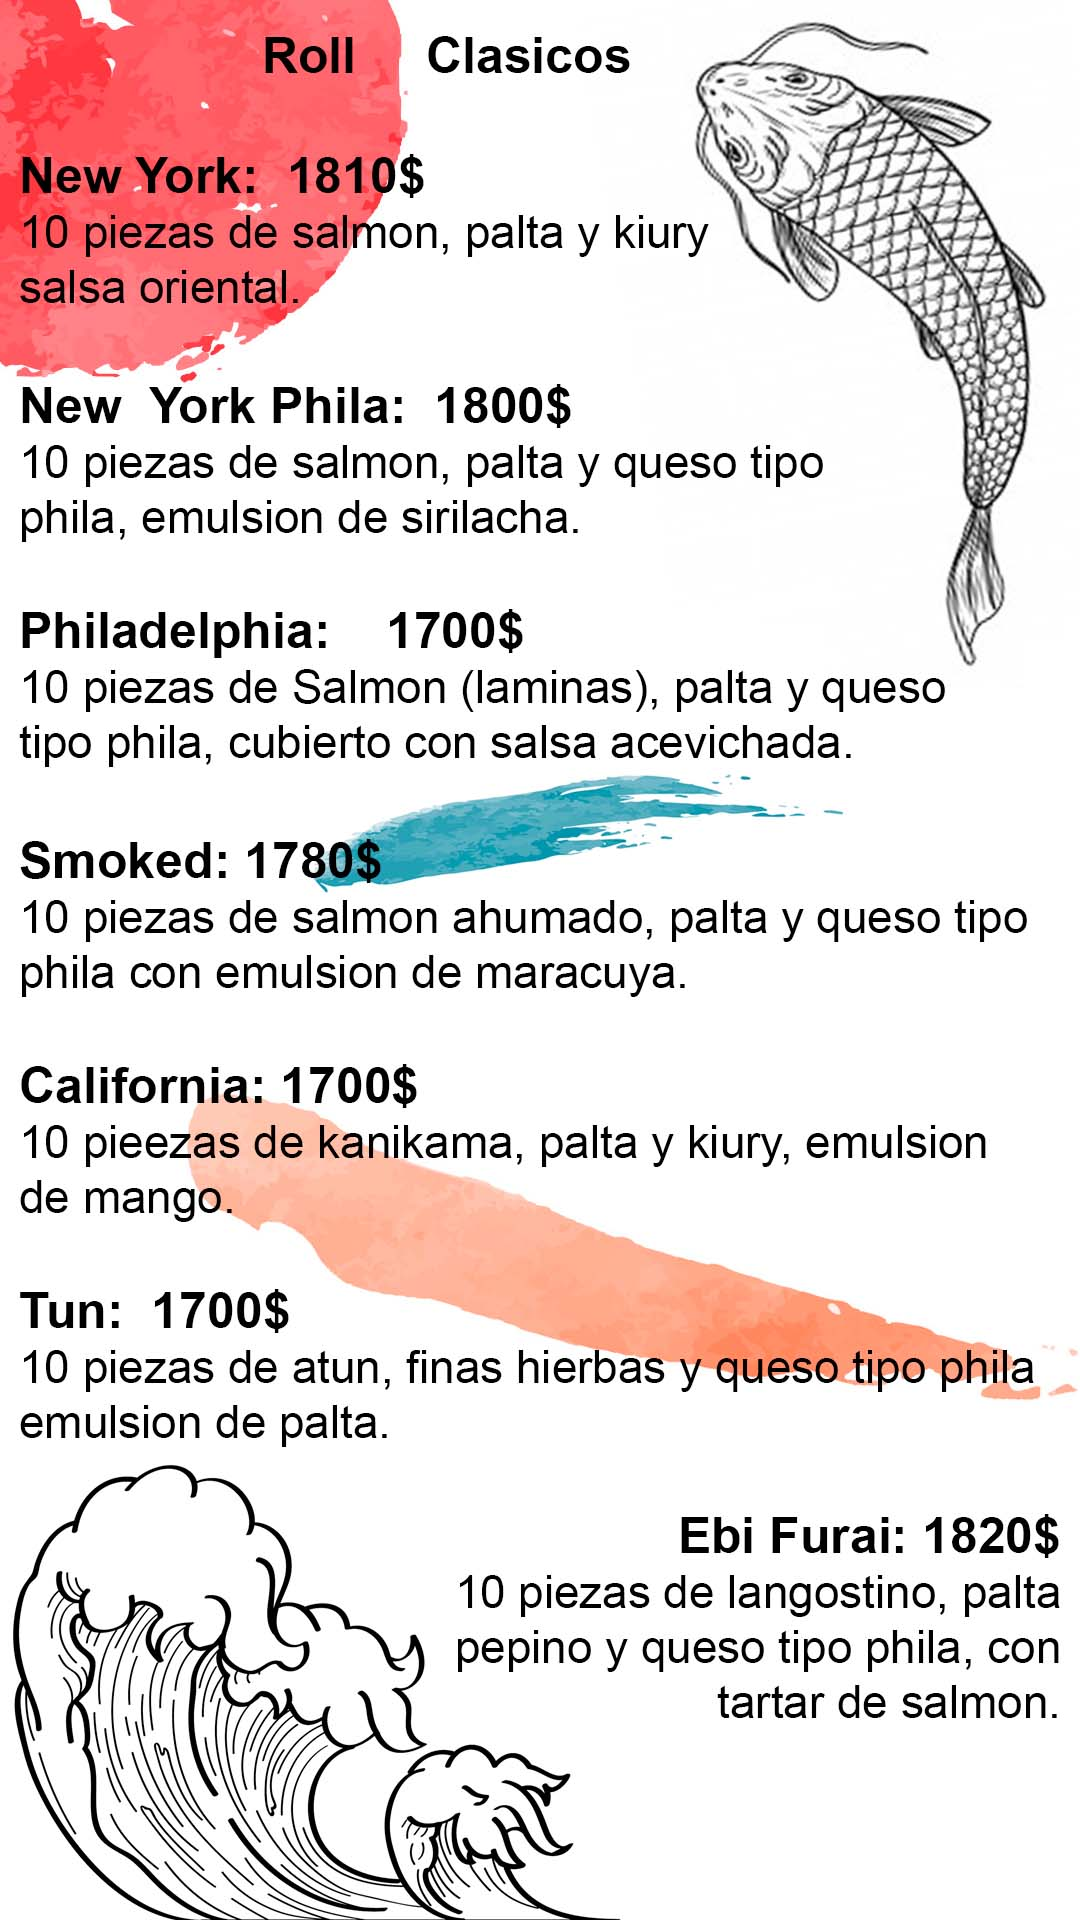 Roll Clasicos
New York: 1810$
10 piezas de salmon, palta y kiury
salsa oriental.
New York Phila: 1800$
10 piezas de salmon, palta y queso tipo
phila, emulsion de sirilacha.
Philadelphia: 1700$
10 piezas de Salmon (laminas), palta y queso
tipo phila, cubierto con salsa acevichada.
Smoked: 1780$
10 piezas de salmon ahumado, palta y queso tipo
phila con emulsion de maracuya.
California: 1700$
10 pieezas de kanikama, palta y kiury, emulsion
de mango.
Tun: 1700$
10 piezas de atun, finas hierbas y queso tipo phila
emulsion de palta.
Ebi Furai: 1820$
10 piezas de langostino, palta
pepino y queso tipo phila, con
tartar de salmon.